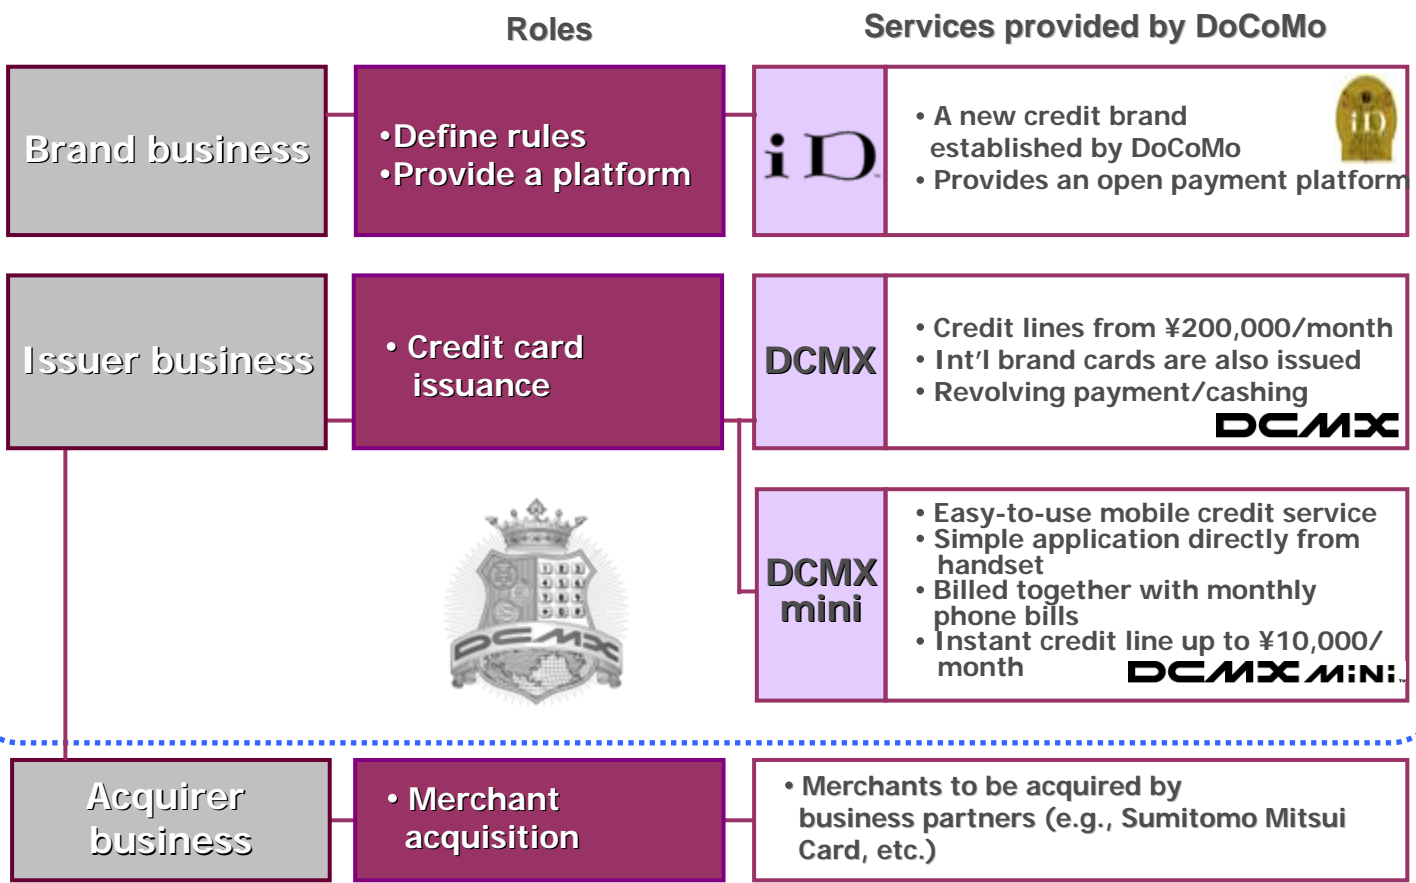 Roles
Services provided by DoCoMo
Brand business
•Define rules
•Provide a platform
iD
• A new credit brand
established by DoCoMo
• Provides an open payment platform
iD
Issuer business
• Credit card
issuance
DCMX
• Credit lines from ¥200,000/month
• Int'l brand cards are also issued
• Revolving payment/cashing
DCMX
DCMX
DCMX
mini
• Easy-to-use mobile credit service
• Simple application directly from
handset
• Billed together with monthly
phone bills
• Instant credit line up to ¥10,000/
month
DCMX MiNi
Acquirer
business
• Merchant
acquisition
• Merchants to be acquired by
business partners (e.g., Sumitomo Mitsui
Card, etc.)